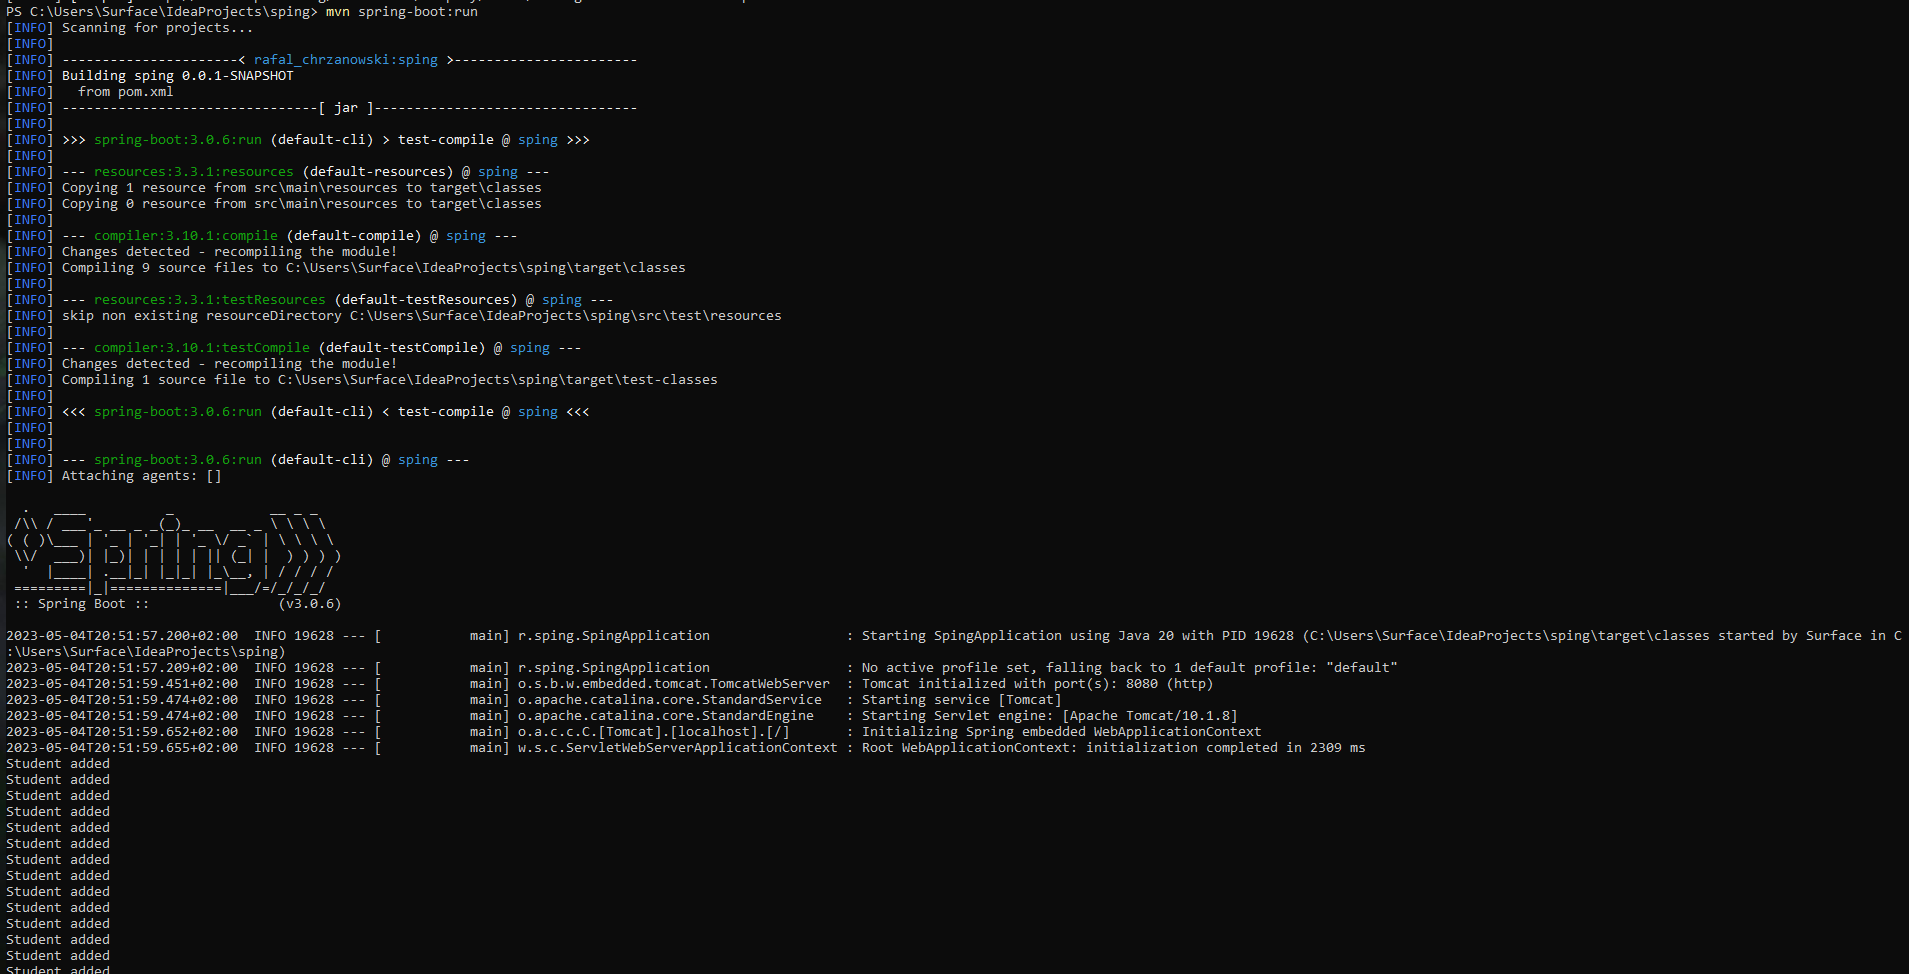 PS C:\Users\Surface\IdeaProjects\sping> mvn spring-boot:run
[INFO] Scanning for projects...
[INFO]
[INFO] ----------------------< rafal_chrzanowski:sping >-----------------------
[INFO] Building sping 0.0.1-SNAPSHOT
[INFO]   from pom.xml
[INFO] --------------------------------[ jar ]---------------------------------
[INFO]
[INFO] >>> spring-boot:3.0.6:run (default-cli) > test-compile @ sping >>>
[INFO]
[INFO] --- resources:3.3.1:resources (default-resources) @ sping ---
[INFO] Copying 1 resource from src\main\resources to target\classes
[INFO] Copying 0 resource from src\main\resources to target\classes
[INFO]
[INFO] --- compiler:3.10.1:compile (default-compile) @ sping ---
[INFO] Changes detected - recompiling the module!
[INFO] Compiling 9 source files to C:\Users\Surface\IdeaProjects\sping\target\classes
[INFO]
[INFO] --- resources:3.3.1:testResources (default-testResources) @ sping ---
[INFO] skip non existing resourceDirectory C:\Users\Surface\IdeaProjects\sping\src\test\resources
[INFO]
[INFO] --- compiler:3.10.1:testCompile (default-testCompile) @ sping ---
[INFO] Changes detected - recompiling the module!
[INFO] Compiling 1 source file to C:\Users\Surface\IdeaProjects\sping\target\test-classes
[INFO]
[INFO] <<< spring-boot:3.0.6:run (default-cli) < test-compile @ sping <<<
[INFO]
[INFO]
[INFO] --- spring-boot:3.0.6:run (default-cli) @ sping ---
[INFO] Attaching agents: []
  .   ____          _            __ _ _
 /\\ / ___'_ __ _ _(_)_ __  __ _ \ \ \ \
( ( )\___ | '_ | '_| | '_ \/ _` | \ \ \ \
 \\/  ___)| |_)| | | | | || (_| |  ) ) ) )
  '  |____| .__|_| |_|_| |_\__, | / / / /
 =========|_|==============|___/=/_/_/_/
 :: Spring Boot ::                (v3.0.6)
2023-05-04T20:51:57.200+02:00  INFO 19628 --- [           main] r.sping.SpingApplication                 : Starting SpingApplication using Java 20 with PID 19628 (C:\Users\Surface\IdeaProjects\sping\target\classes started by Surface in C
:\Users\Surface\IdeaProjects\sping)
2023-05-04T20:51:57.209+02:00  INFO 19628 --- [           main] r.sping.SpingApplication                 : No active profile set, falling back to 1 default profile: "default"
2023-05-04T20:51:59.451+02:00  INFO 19628 --- [           main] o.s.b.w.embedded.tomcat.TomcatWebServer  : Tomcat initialized with port(s): 8080 (http)
2023-05-04T20:51:59.474+02:00  INFO 19628 --- [           main] o.apache.catalina.core.StandardService   : Starting service [Tomcat]
2023-05-04T20:51:59.474+02:00  INFO 19628 --- [           main] o.apache.catalina.core.StandardEngine    : Starting Servlet engine: [Apache Tomcat/10.1.8]
2023-05-04T20:51:59.652+02:00  INFO 19628 --- [           main] o.a.c.c.C.[Tomcat].[localhost].[/]       : Initializing Spring embedded WebApplicationContext
2023-05-04T20:51:59.655+02:00  INFO 19628 --- [           main] w.s.c.ServletWebServerApplicationContext : Root WebApplicationContext: initialization completed in 2309 ms
Student added
Student added
Student added
Student added
Student added
Student added
Student added
Student added
Student added
Student added
Student added
Student added
Student added
Student added